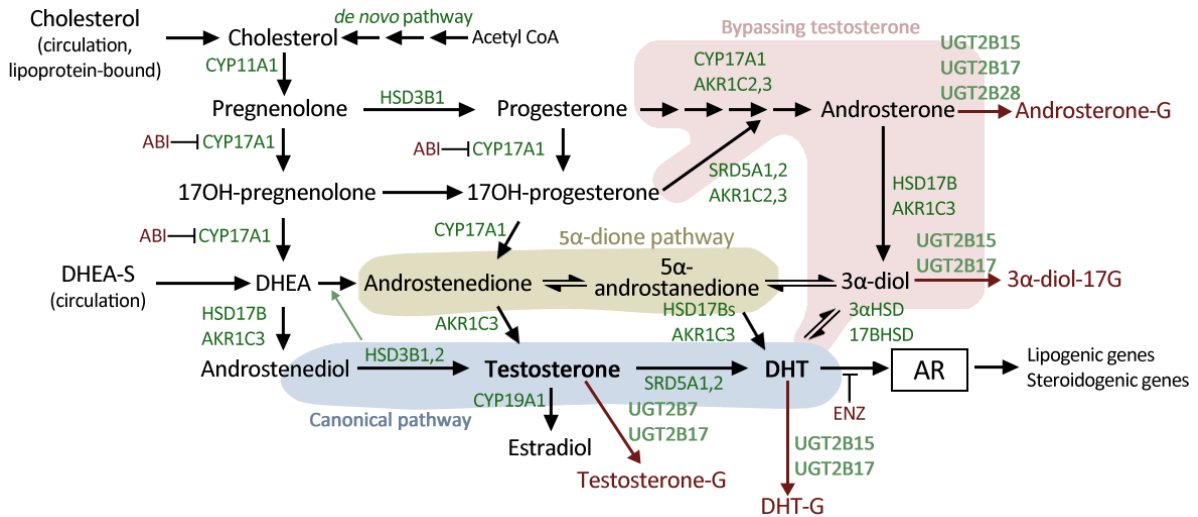 Cholesterol
(circulation,
lipoprotein-bound)
de novo pathway
Cholesterol
Acetyl CoA
CYP11A1
Bypassing testosterone
CYP17A1
AKR1C2,3
UGT2B15
UGT2B17
UGT2B28
Pregnenolone
HSD3B1
Progesterone
Androsterone
Androsterone-G
ABI
CYP17A1
ABI
CYP17A1
SRD5A1,2
AKR1C2,3
HSD17B
AKR1C3
17OH-pregnenolone
17OH-progesterone
ABI
CYP17A1
CYP17A1
5α-dione pathway
UGT2B15
UGT2B17
DHEA-S
(circulation)
DHEA
Androstenedione
5α-
androstanedione
3α-diol
3α-diol-17G
HSD17B
AKR1C3
AKR1C3
HSD17Bs
AKR1C3
3αHSD
17BHSD
HSD3B1,2
Androstenediol
Testosterone
DHT
AR
Lipogenic genes
Steroidogenic genes
SRD5A1,2
CYP19A1
UGT2B7
UGT2B17
ENZ
Canonical pathway
Estradiol
UGT2B15
UGT2B17
Testosterone-G
DHT-G